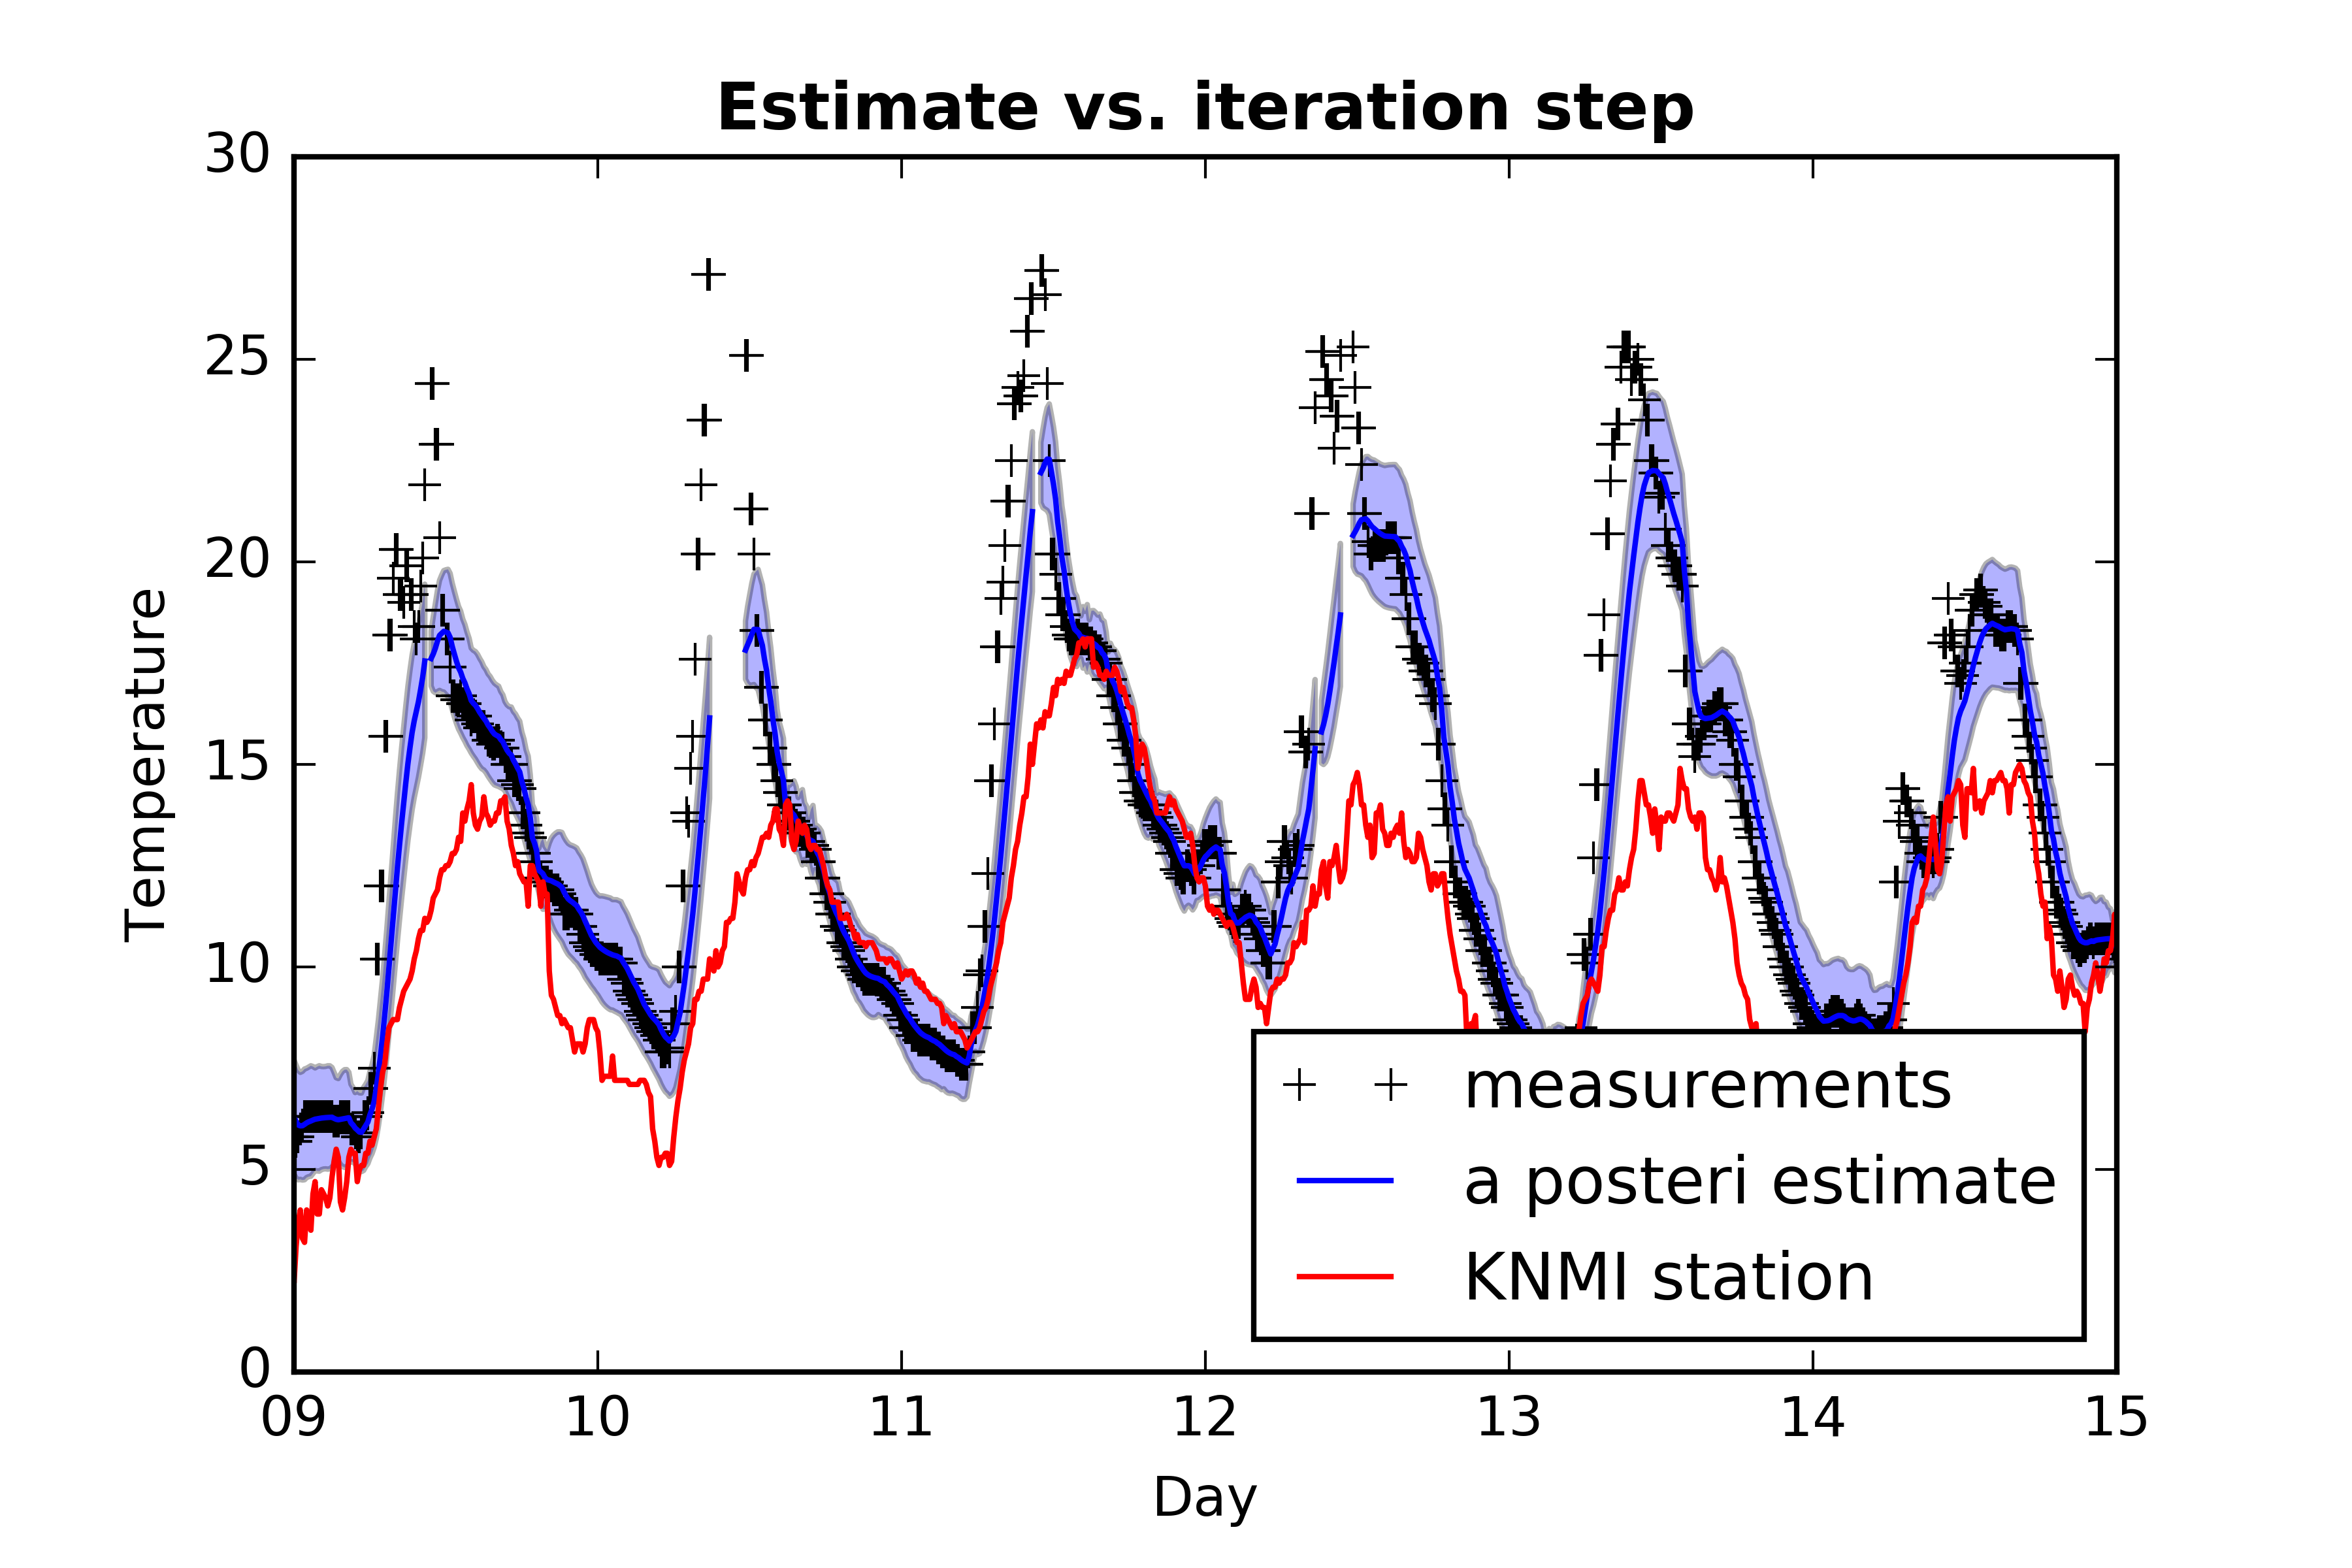 Estimate vs. iteration step
30
25
20
15
10
5
0
Temperature
09 10 11 12 13 14 15
Day
measurements
a posteri estimate
KNMI station